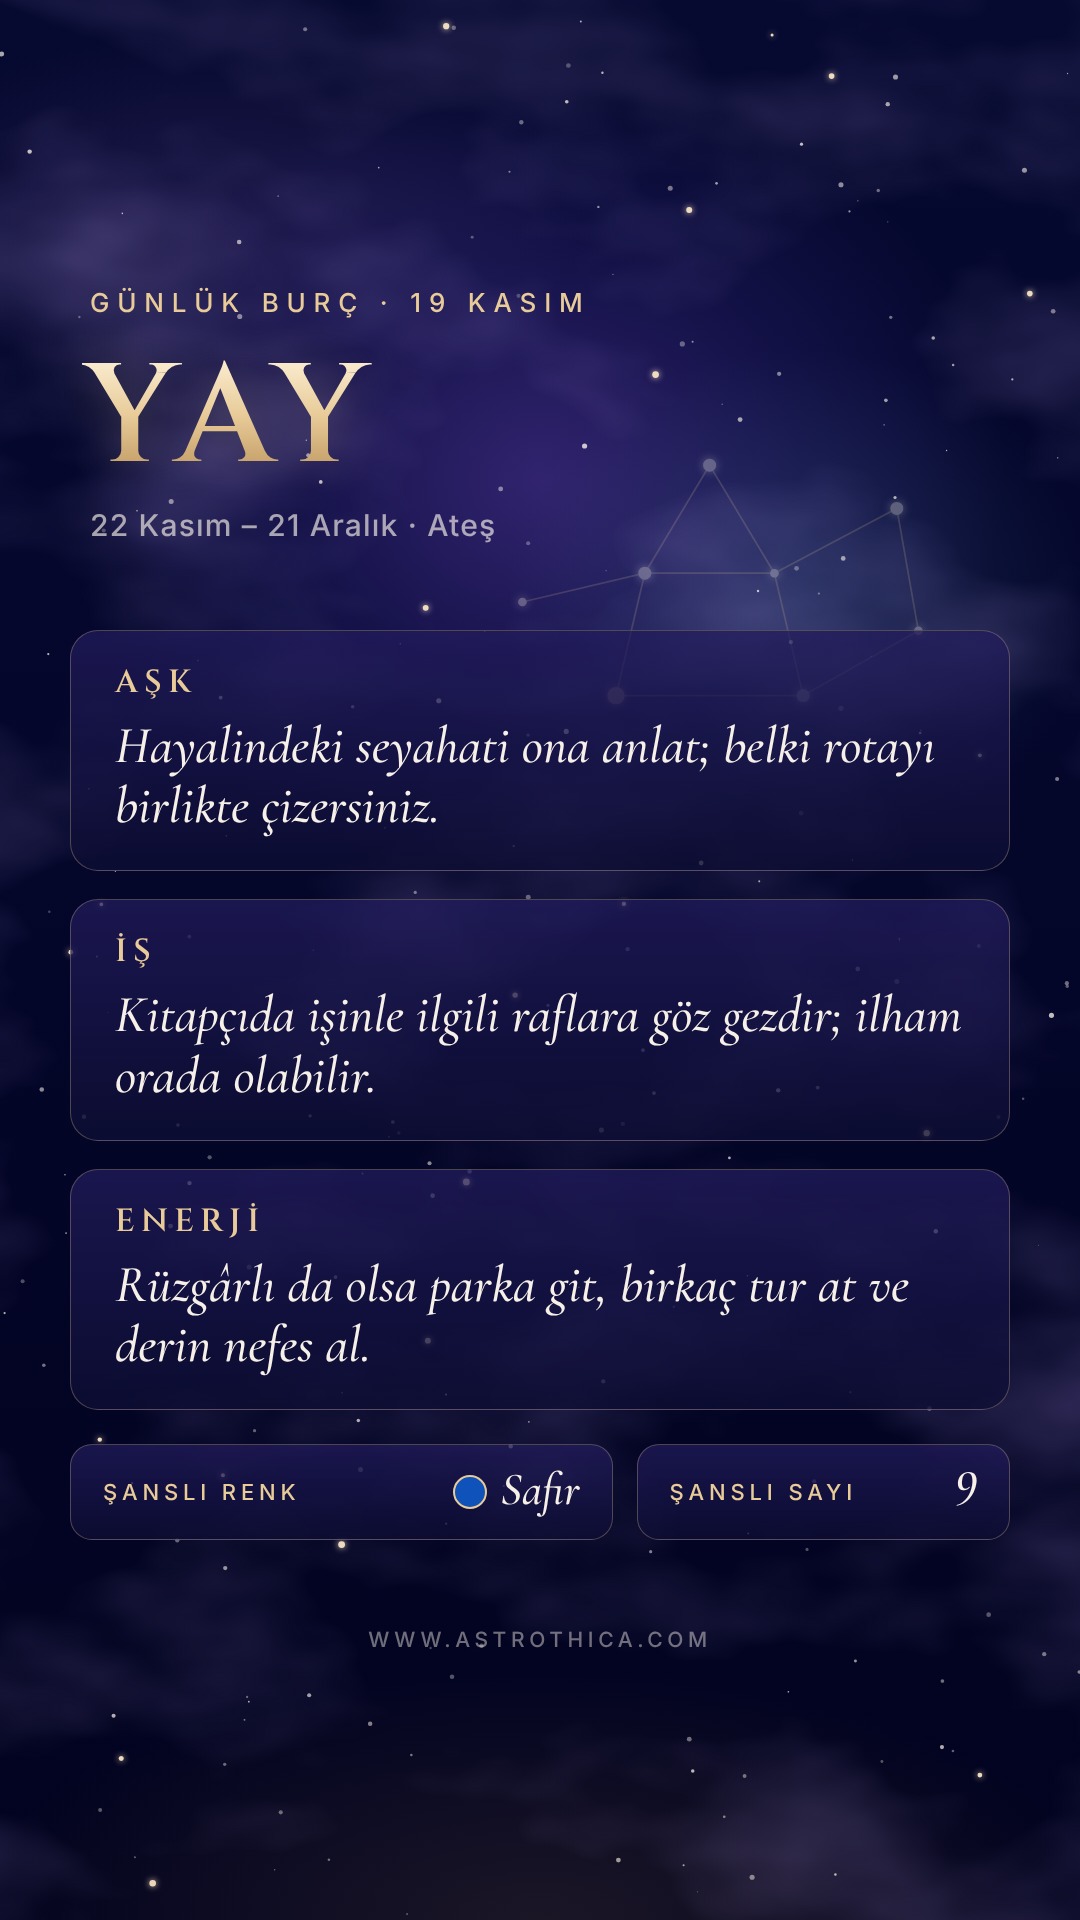 GÜNLÜK BURÇ · 19 KASIM
YAY
22 Kasım – 21 Aralık · Ateş
AŞK
Hayalindeki seyahati ona anlat; belki rotayı
birlikte çizersiniz.
İŞ
Kitapçıda işinle ilgili raflara göz gezdir; ilham
orada olabilir.
ENERJİ
Rüzgârlı da olsa parka git, birkaç tur at ve
derin nefes al.
ŞANSLI RENK Safir
ŞANSLI SAYI 9
WWW.ASTROTHICA.COM